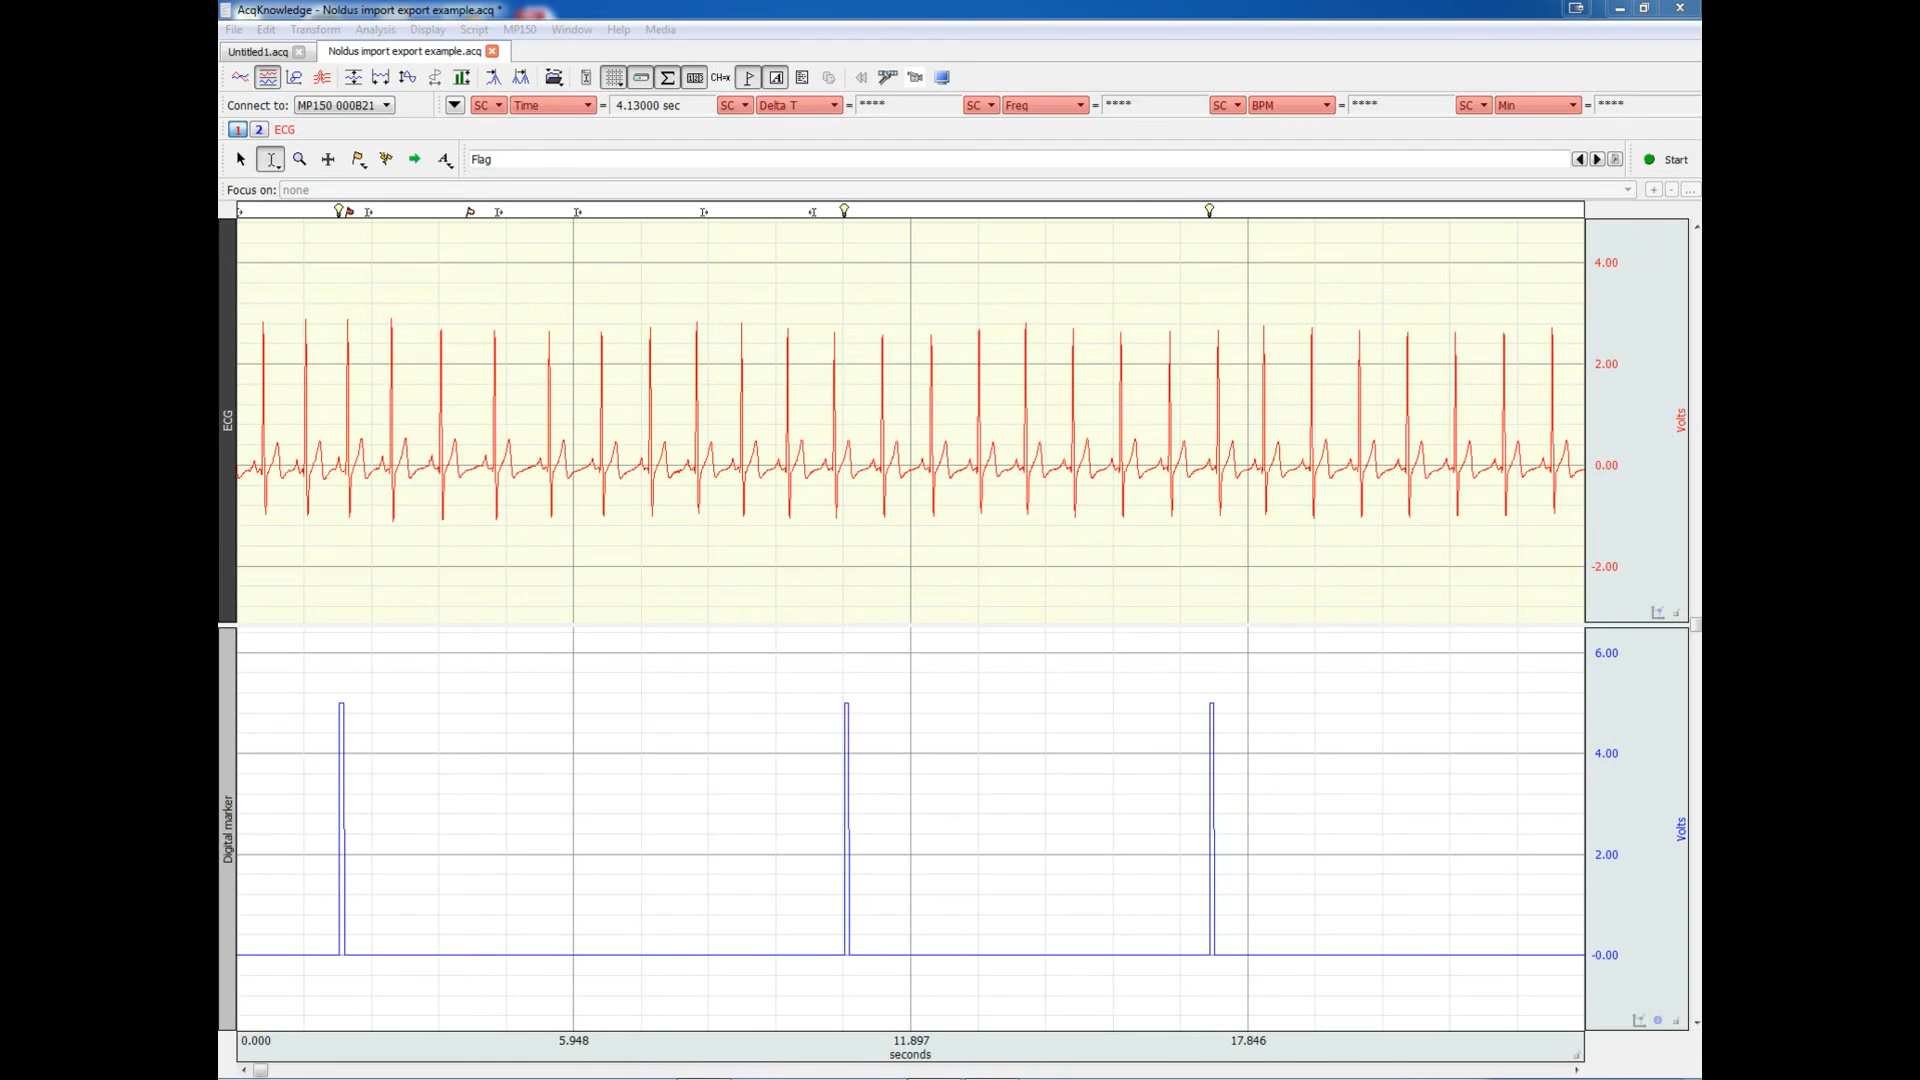 AcqKnowledge - Noldus import export example.acq *
File Edit Transform Analysis Display Script MP150 Window Help Media
Untitled1.acq Noldus import export example.acq
CH=x
Connect to: MP150 000B21 SC Time = 4.13000 sec SC Delta T = **** SC Freq = **** SC BPM = **** SC Min = ****
1 2 ECG
Flag Start
Focus on: none
ECG
4.00
2.00
0.00
-2.00
Volts
Digital marker
6.00
4.00
2.00
-0.00
Volts
0.000 5.948 11.897 17.846
seconds